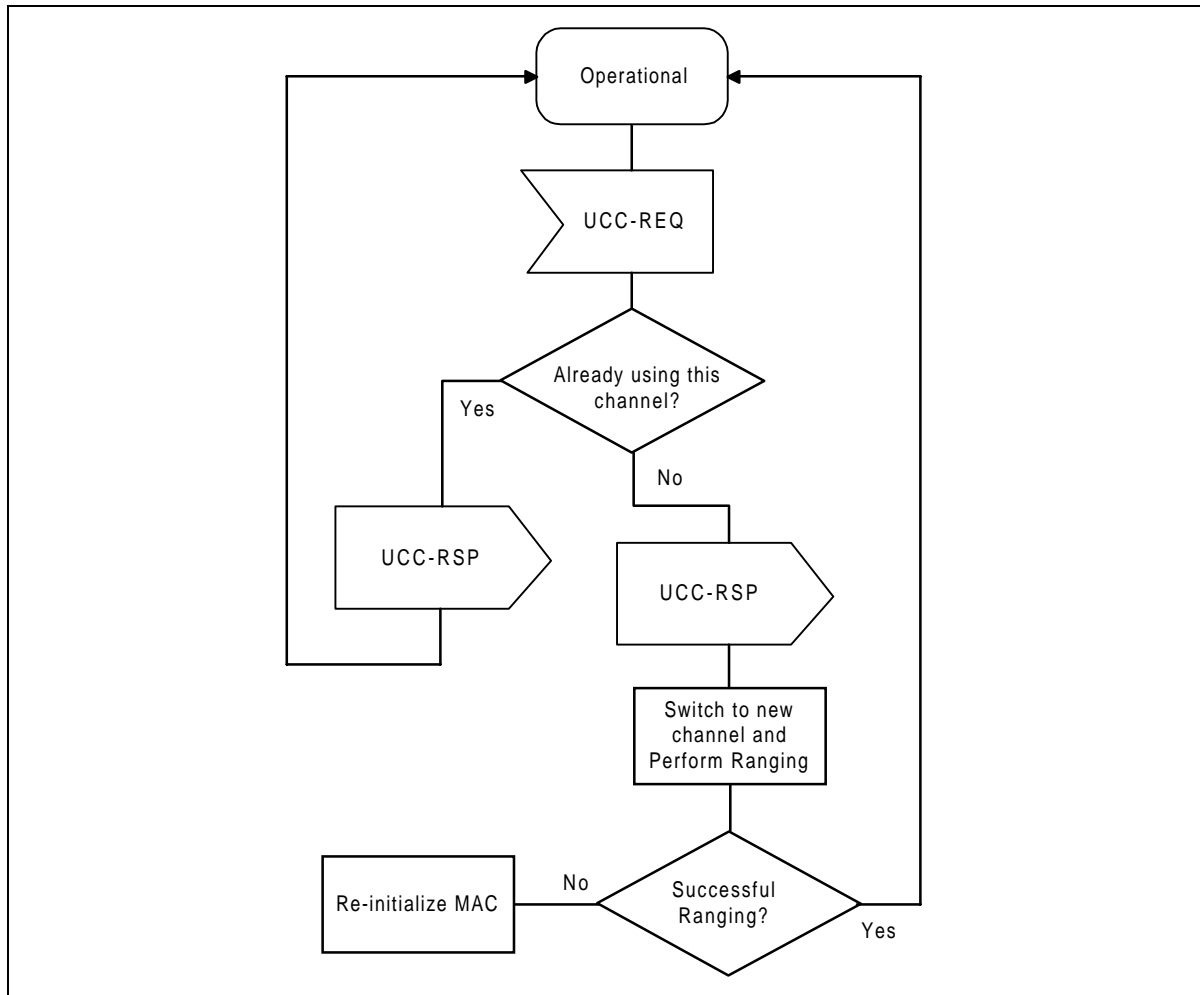 Operational
UCC-REQ
Already using this
channel?
Yes
No
UCC-RSP
UCC-RSP
Switch to new
channel and
Perform Ranging
Re-initialize MAC
No
Successful
Ranging?
Yes